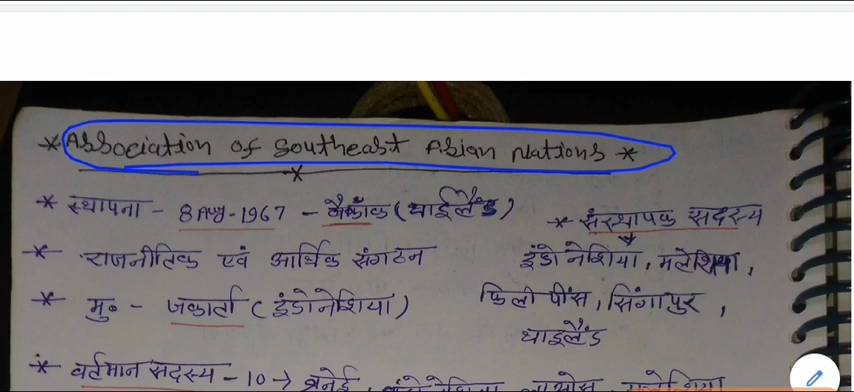 * Association of Southeast Asian Nations *
* स्थापना - 8 Aug-1967 - बैंकॉक (थाईलैंड)
* राजनीतिक एवं आर्थिक संगठन
* मु॰ - जकार्ता (इंडोनेशिया)
* संस्थापक सदस्य
इंडोनेशिया, मलेशिया,
फिलीपींस, सिंगापुर,
थाईलैंड
* वर्तमान सदस्य - 10 → ब्रुनेई,